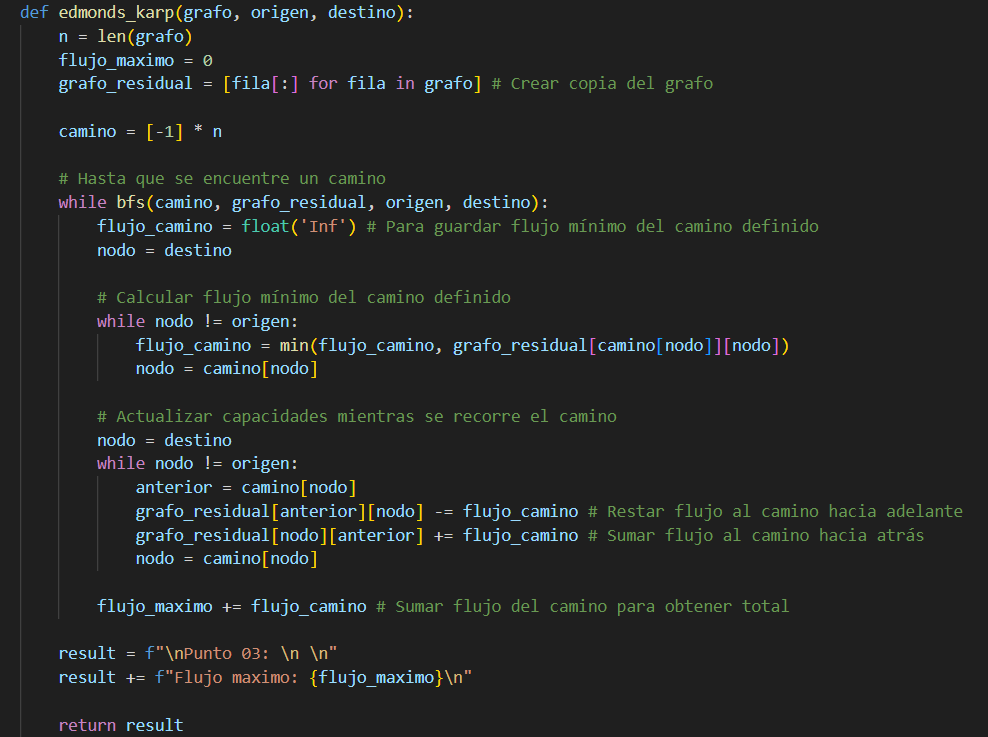 def edmonds_karp(grafo, origen, destino):
    n = len(grafo)
    flujo_maximo = 0
    grafo_residual = [fila[:] for fila in grafo] # Crear copia del grafo

    camino = [-1] * n

    # Hasta que se encuentre un camino
    while bfs(camino, grafo_residual, origen, destino):
        flujo_camino = float('Inf') # Para guardar flujo mínimo del camino definido
        nodo = destino

        # Calcular flujo mínimo del camino definido
        while nodo != origen:
            flujo_camino = min(flujo_camino, grafo_residual[camino[nodo]][nodo])
            nodo = camino[nodo]

        # Actualizar capacidades mientras se recorre el camino
        nodo = destino
        while nodo != origen:
            anterior = camino[nodo]
            grafo_residual[anterior][nodo] -= flujo_camino # Restar flujo al camino hacia adelante
            grafo_residual[nodo][anterior] += flujo_camino # Sumar flujo al camino hacia atrás
            nodo = camino[nodo]

        flujo_maximo += flujo_camino # Sumar flujo del camino para obtener total

    result = f"\nPunto 03: \n \n"
    result += f"Flujo maximo: {flujo_maximo}\n"

    return result